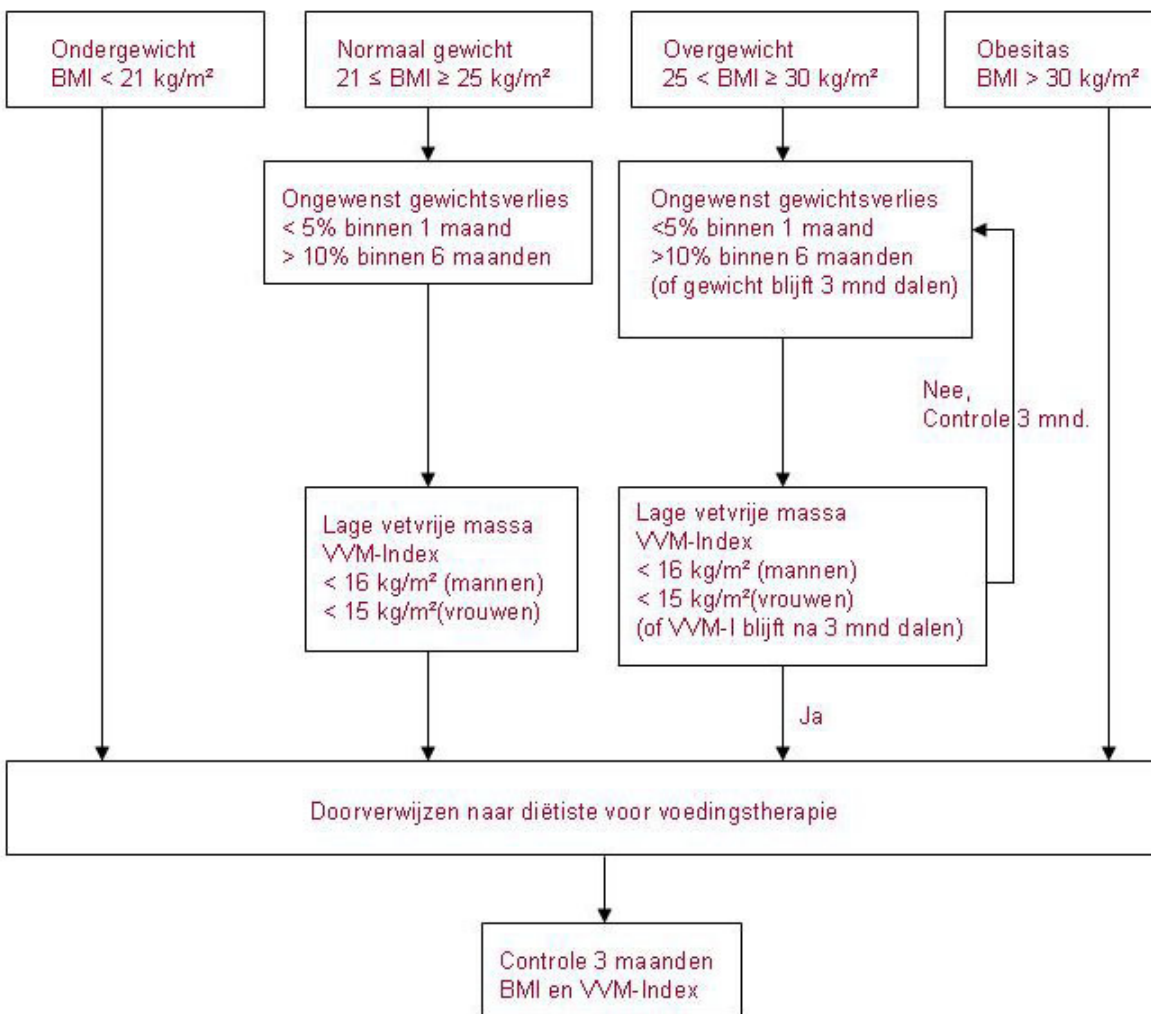 Ondergewicht
BMI < 21 kg/m²
Normaal gewicht
21 ≤ BMI ≥ 25 kg/m²
Overgewicht
25 < BMI ≥ 30 kg/m²
Obesitas
BMI > 30 kg/m²
Ongewenst gewichtsverlies
< 5% binnen 1 maand
> 10% binnen 6 maanden
Ongewenst gewichtsverlies
<5% binnen 1 maand
>10% binnen 6 maanden
(of gewicht blijft 3 mnd dalen)
Nee,
Controle 3 mnd.
Lage vetvrije massa
VVM-Index
< 16 kg/m² (mannen)
< 15 kg/m²(vrouwen)
Lage vetvrije massa
VVM-Index
< 16 kg/m² (mannen)
< 15 kg/m²(vrouwen)
(of VVM-I blijft na 3 mnd dalen)
Ja
Doorverwijzen naar diëtiste voor voedingstherapie
Controle 3 maanden
BMI en VVM-Index